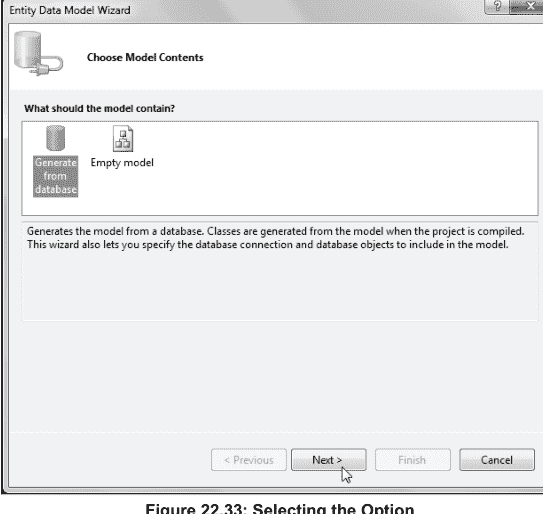 Entity Data Model Wizard
Choose Model Contents
What should the model contain?
Generate
from
database
Empty model
Generates the model from a database. Classes are generated from the model when the project is compiled.
This wizard also lets you specify the database connection and database objects to include in the model.
< Previous
Next >
Finish
Cancel
Figure 22.33: Selecting the Option